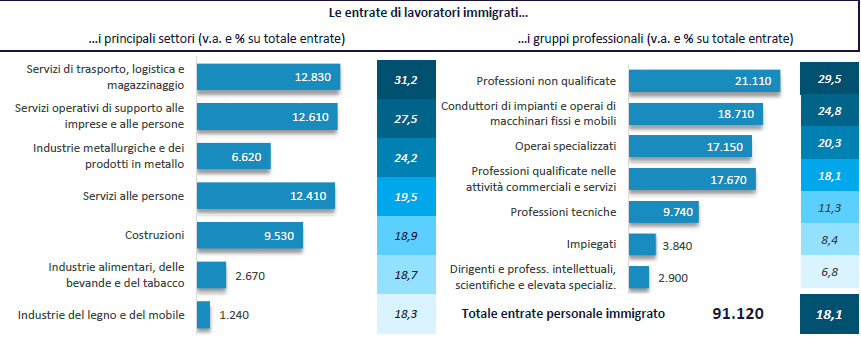 Le entrate di lavoratori immigrati…
…i principali settori (v.a. e % su totale entrate)
Servizi di trasporto, logistica e
magazzinaggio
12.830
31,2
Servizi operativi di supporto alle
imprese e alle persone
12.610
27,5
Industrie metallurgiche e dei
prodotti in metallo
6.620
24,2
Servizi alle persone
12.410
19,5
Costruzioni
9.530
18,9
Industrie alimentari, delle
bevande e del tabacco
2.670
18,7
Industrie del legno e del mobile
1.240
18,3
…i gruppi professionali (v.a. e % su totale entrate)
Professioni non qualificate
21.110
29,5
Conduttori di impianti e operai di
macchinari fissi e mobili
18.710
24,8
Operai specializzati
17.150
20,3
Professioni qualificate nelle
attività commerciali e servizi
17.670
18,1
Professioni tecniche
9.740
11,3
Impiegati
3.840
8,4
Dirigenti e profess. intellettuali,
scientifiche e elevata specializ.
2.900
6,8
Totale entrate personale immigrato
91.120
18,1